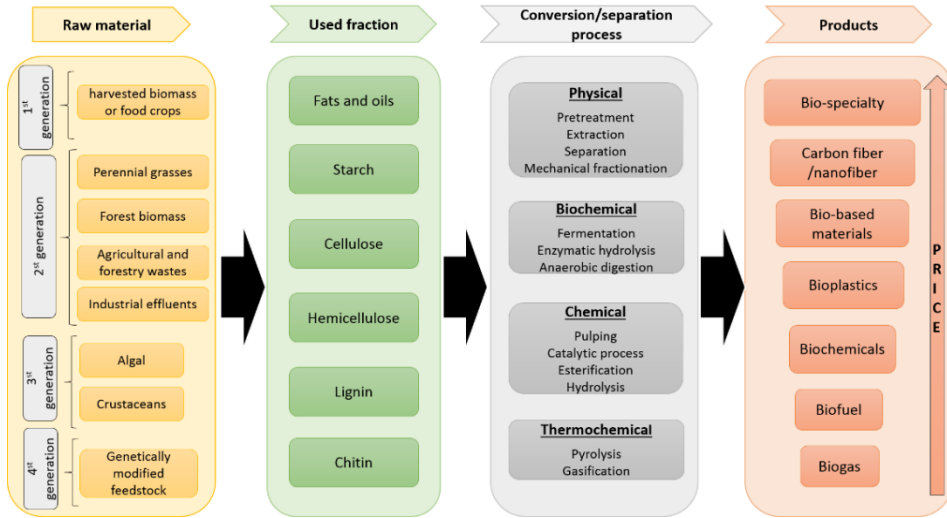 Raw material
Used fraction
Conversion/separation
process
Products
1st
generation
harvested biomass
or food crops
2st generation
Perennial grasses
Forest biomass
Agricultural and
forestry wastes
Industrial effluents
3st
generation
Algal
Crustaceans
4st
generation
Genetically
modified
feedstock
Fats and oils
Starch
Cellulose
Hemicellulose
Lignin
Chitin
Physical
Pretreatment
Extraction
Separation
Mechanical fractionation
Biochemical
Fermentation
Enzymatic hydrolysis
Anaerobic digestion
Chemical
Pulping
Catalytic process
Esterification
Hydrolysis
Thermochemical
Pyrolysis
Gasification
Bio-specialty
Carbon fiber
/nanofiber
Bio-based
materials
Bioplastics
Biochemicals
Biofuel
Biogas
PRICE